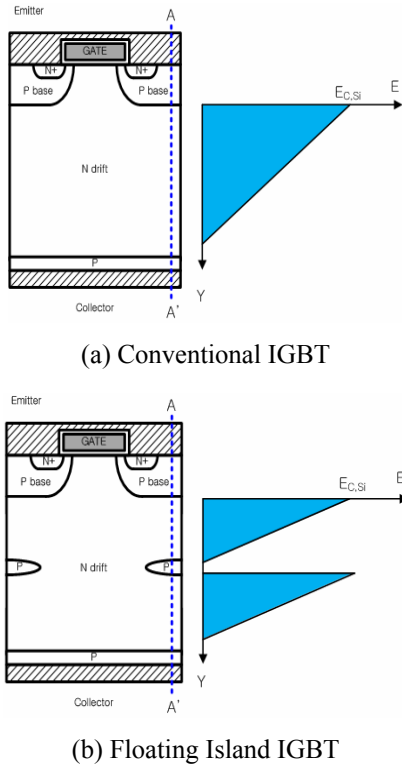 Emitter
A
GATE
N+
N+
P base
P base
E_C,Si
E
N drift
P
Y
Collector
A'
(a) Conventional IGBT
Emitter
A
GATE
N+
N+
P base
P base
E_C,Si
E
P
N drift
P
P
Y
Collector
A'
(b) Floating Island IGBT